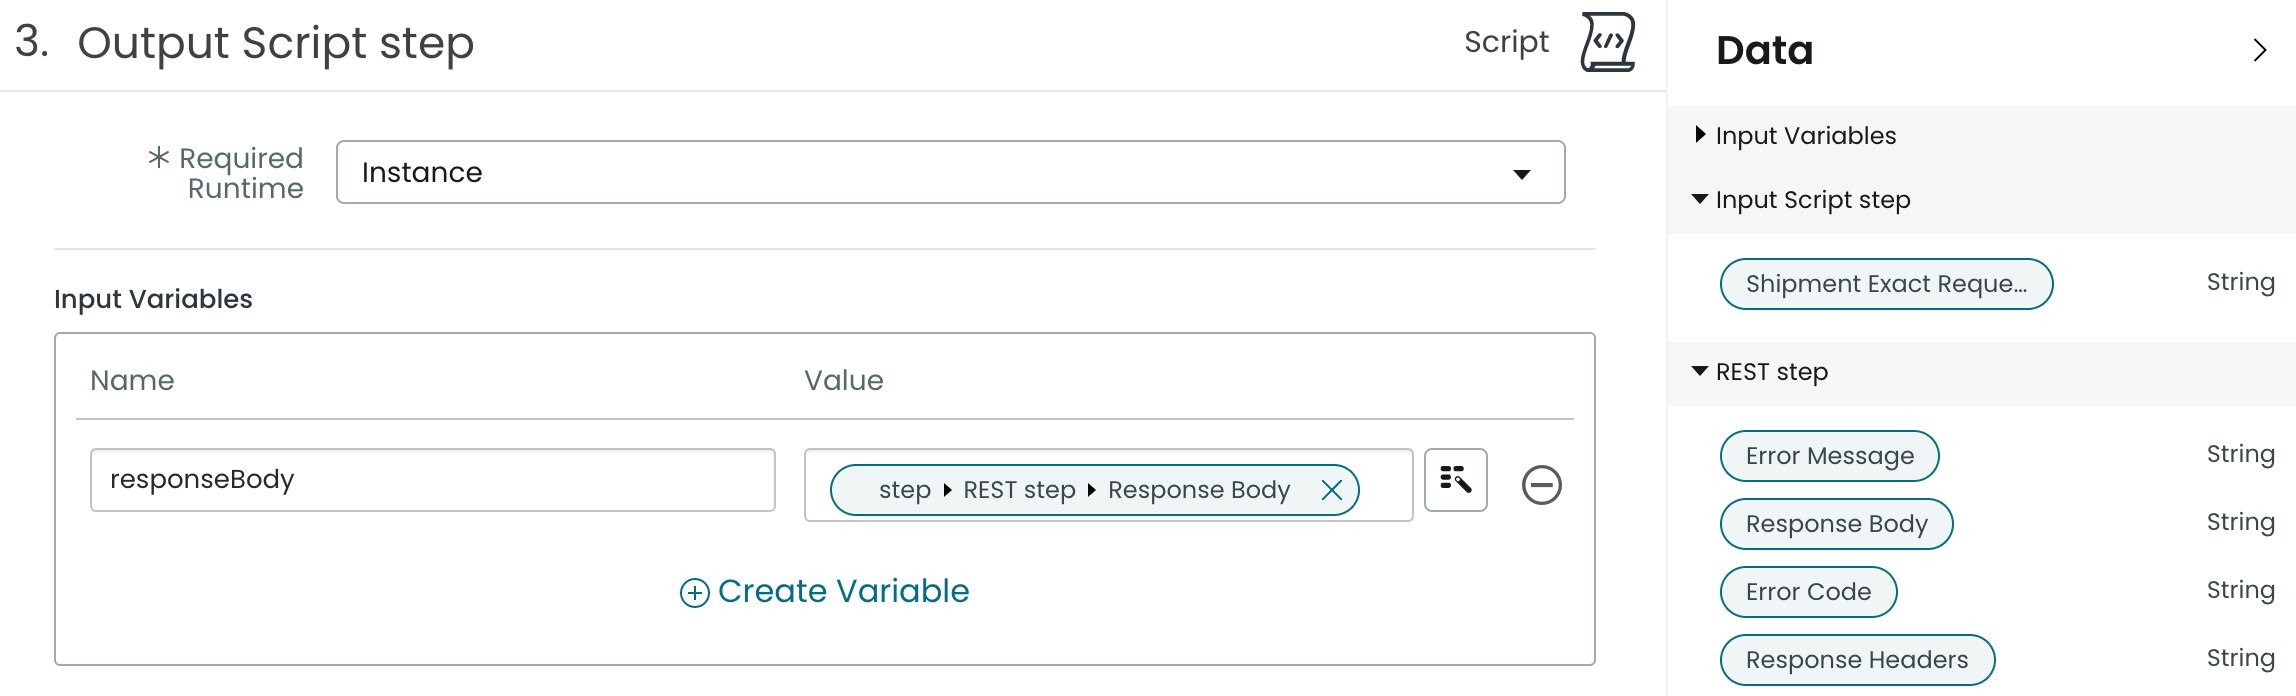 3. Output Script step
Script
* Required
Runtime
Instance
Input Variables
Name
Value
responseBody
step REST step Response Body
Create Variable
Data
Input Variables
Input Script step
Shipment Exact Reque...
String
REST step
Error Message
String
Response Body
String
Error Code
String
Response Headers
String